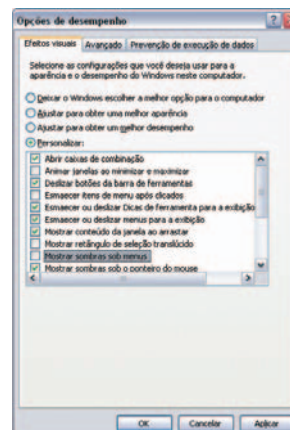 Opções de desempenho
Efeitos visuais Avançado Prevenção de execução de dados
Selecione as configurações que você deseja usar para a
aparência e o desempenho do Windows neste computador.
Deixar o Windows escolher a melhor opção para o computador
Ajustar para obter uma melhor aparência
Ajustar para obter um melhor desempenho
Personalizar:
Abrir caixas de combinação
Animar janelas ao minimizar e maximizar
Deslizar botões da barra de ferramentas
Esmaecer itens de menu após clicados
Esmaecer ou deslizar Dicas de ferramenta para a exibição
Esmaecer ou deslizar menus para a exibição
Mostrar conteúdo da janela ao arrastar
Mostrar retângulo de seleção translúcido
Mostrar sombras sob menus
Mostrar sombras sob o ponteiro do mouse
OK Cancelar Aplicar